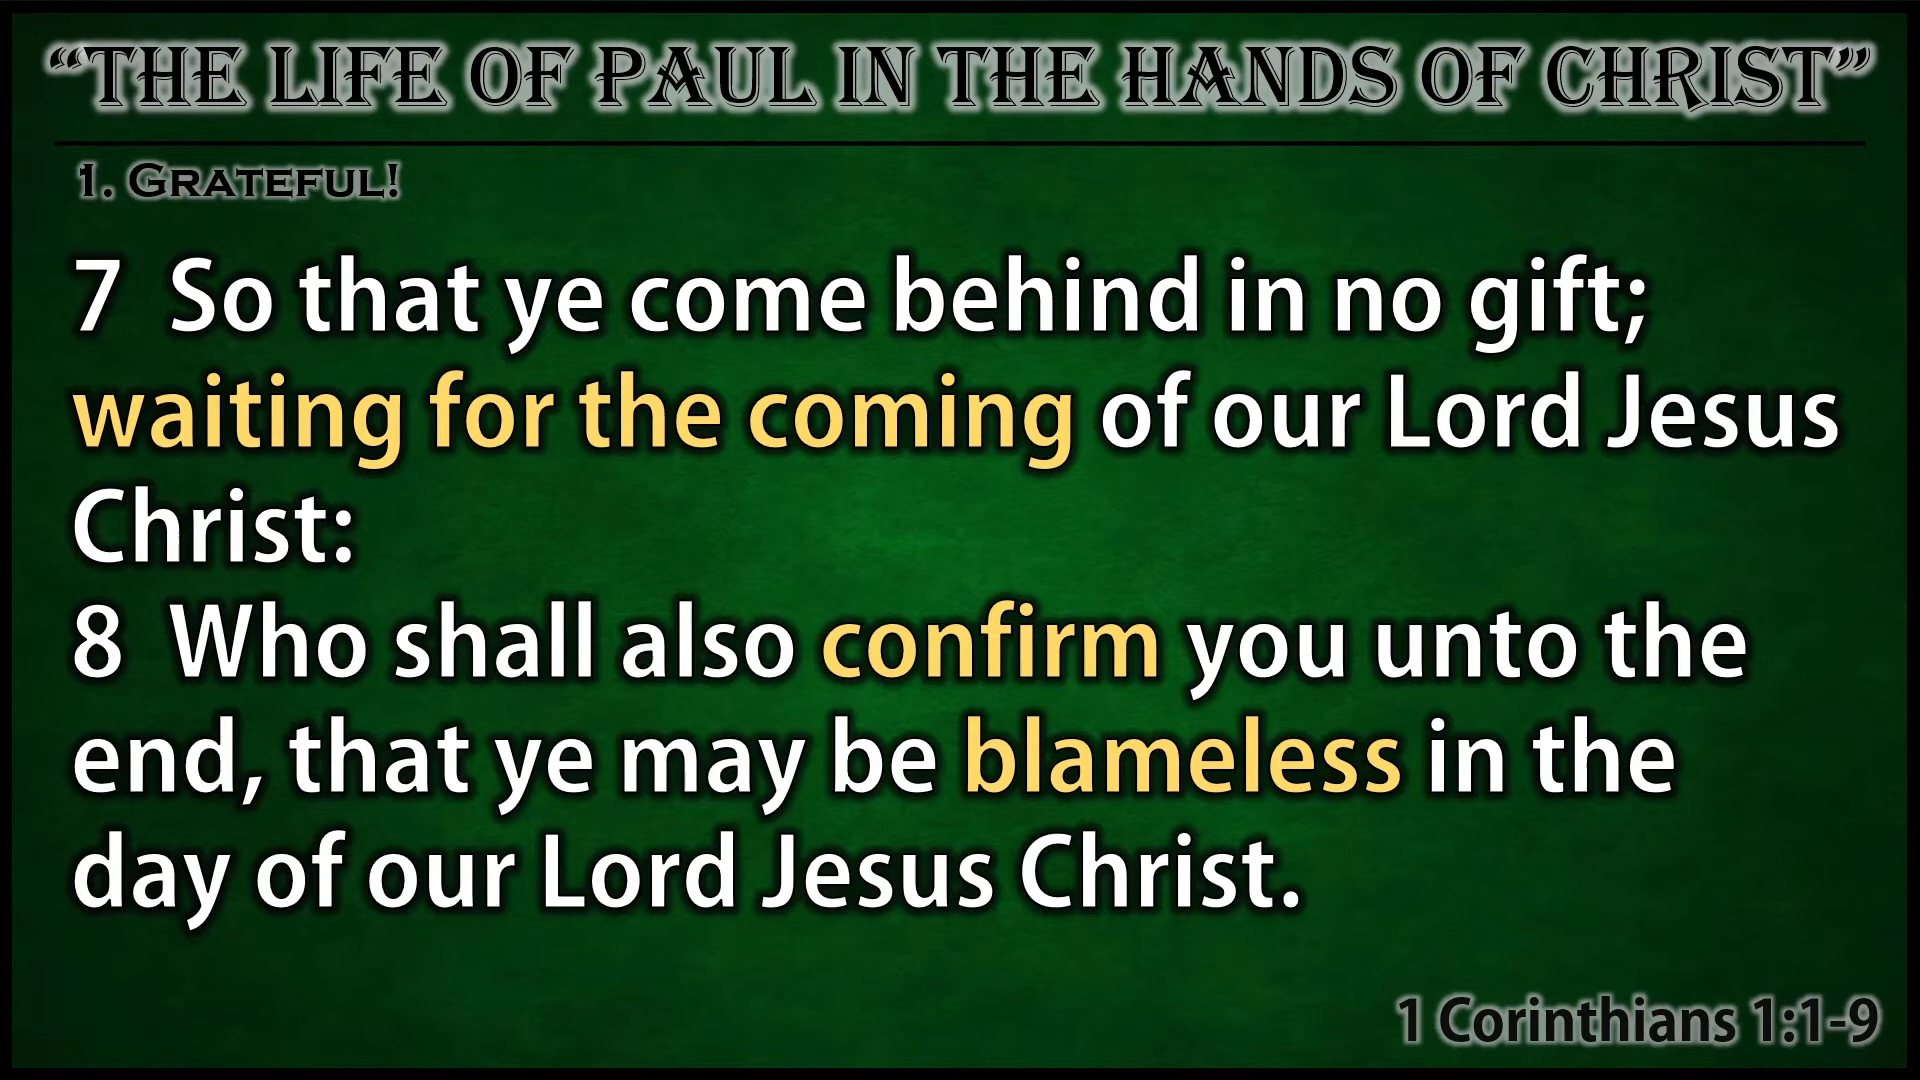 “THE LIFE OF PAUL IN THE HANDS OF CHRIST”
1. GRATEFUL!
7 So that ye come behind in no gift;
waiting for the coming of our Lord Jesus
Christ:
8 Who shall also confirm you unto the
end, that ye may be blameless in the
day of our Lord Jesus Christ.
1 Corinthians 1:1-9